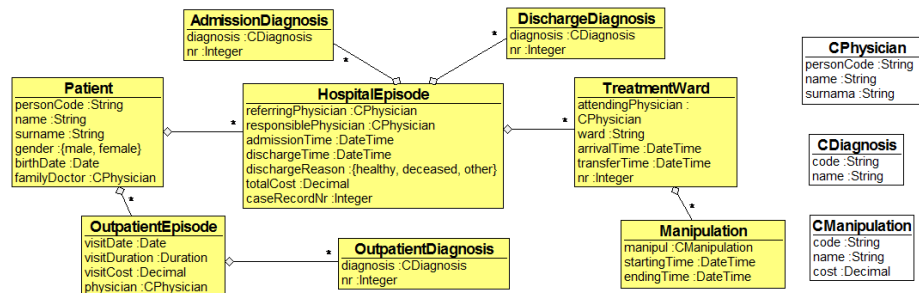 AdmissionDiagnosis
diagnosis :CDiagnosis
nr :Integer
*
DischargeDiagnosis
diagnosis :CDiagnosis
nr :Integer
*
CPhysician
personCode :String
name :String
surnama :String
Patient
personCode :String
name :String
surname :String
gender :{male, female}
birthDate :Date
familyDoctor :CPhysician
*
HospitalEpisode
referringPhysician :CPhysician
responsiblePhysician :CPhysician
admissionTime :DateTime
dischargeTime :DateTime
dischargeReason :{healthy, deceased, other}
totalCost :Decimal
caseRecordNr :Integer
*
TreatmentWard
attendingPhysician :
CPhysician
ward :String
arrivalTime :DateTime
transferTime :DateTime
nr :Integer
CDiagnosis
code :String
name :String
*
OutpatientEpisode
visitDate :Date
visitDuration :Duration
visitCost :Decimal
physician :CPhysician
*
OutpatientDiagnosis
diagnosis :CDiagnosis
nr :Integer
*
Manipulation
manipul :CManipulation
startingTime :DateTime
endingTime :DateTime
CManipulation
code :String
name :String
cost :Decimal